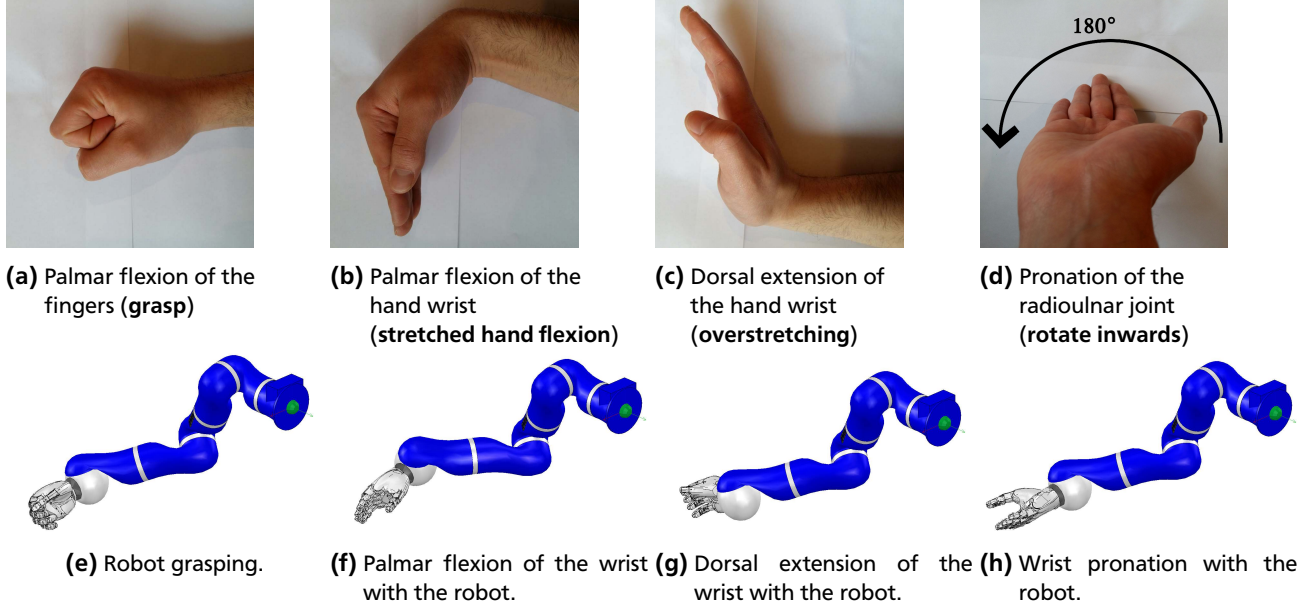 180°
(a) Palmar flexion of the
fingers (grasp)
(b) Palmar flexion of the
hand wrist
(stretched hand flexion)
(c) Dorsal extension of
the hand wrist
(overstretching)
(d) Pronation of the
radioulnar joint
(rotate inwards)
(e) Robot grasping.
(f) Palmar flexion of the wrist
with the robot.
(g) Dorsal extension of the
wrist with the robot.
(h) Wrist pronation with the
robot.